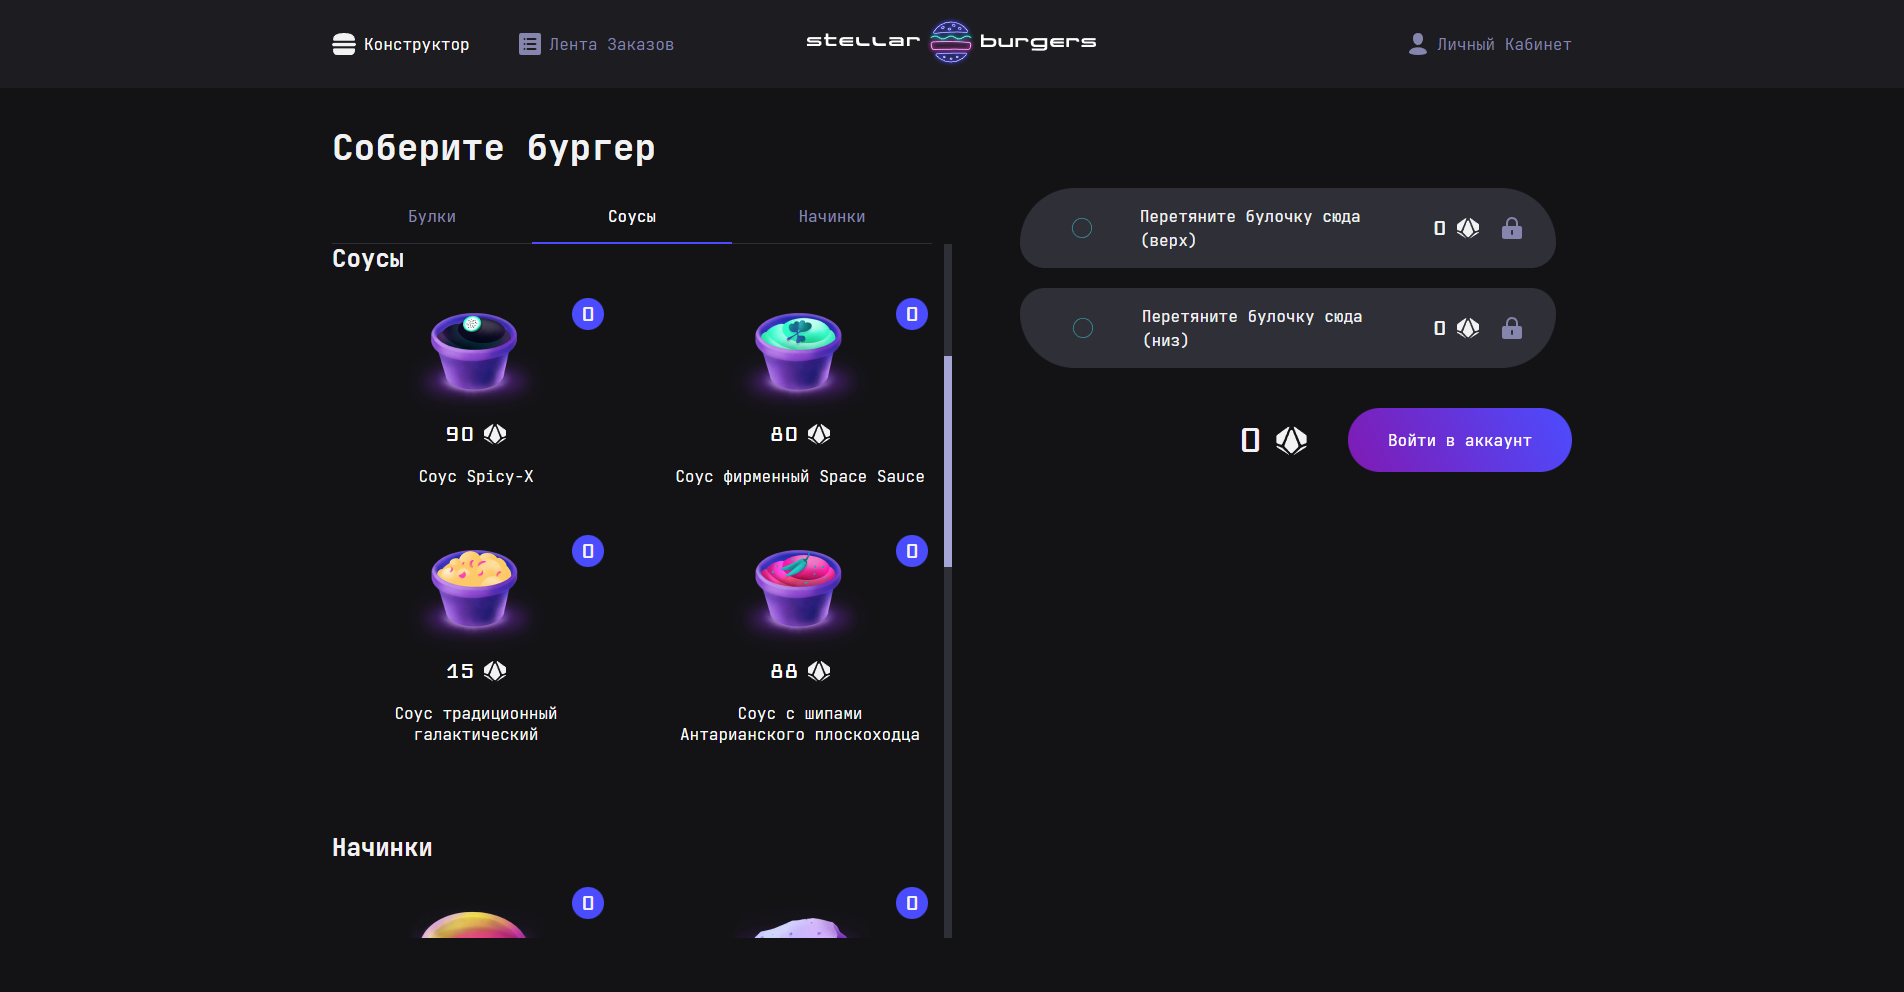 Конструктор
Лента Заказов
stellar burgers
Личный Кабинет
Соберите бургер
Булки
Соусы
Начинки
Соусы
0
0
90
80
Соус Spicy-X
Соус фирменный Space Sauce
0
0
15
88
Соус традиционный
галактический
Соус с шипами
Антарианского плоскоходца
Начинки
0
0
Перетяните булочку сюда
(верх)
0
Перетяните булочку сюда
(низ)
0
0
Войти в аккаунт